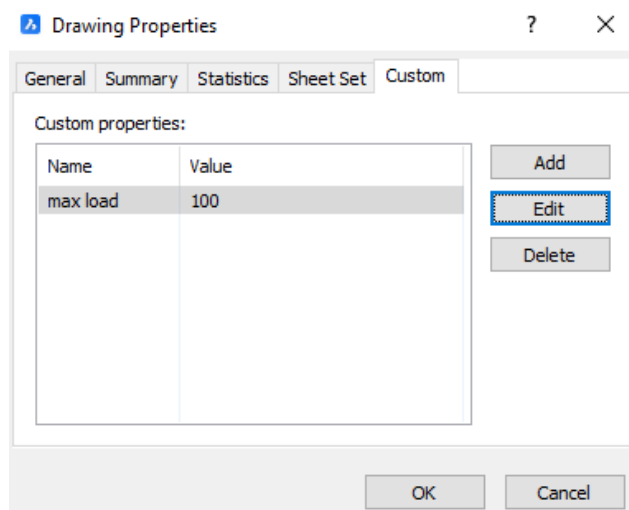 Drawing Properties ?
General Summary Statistics Sheet Set Custom
Custom properties:
Name Value
max load 100
Add
Edit
Delete
OK Cancel